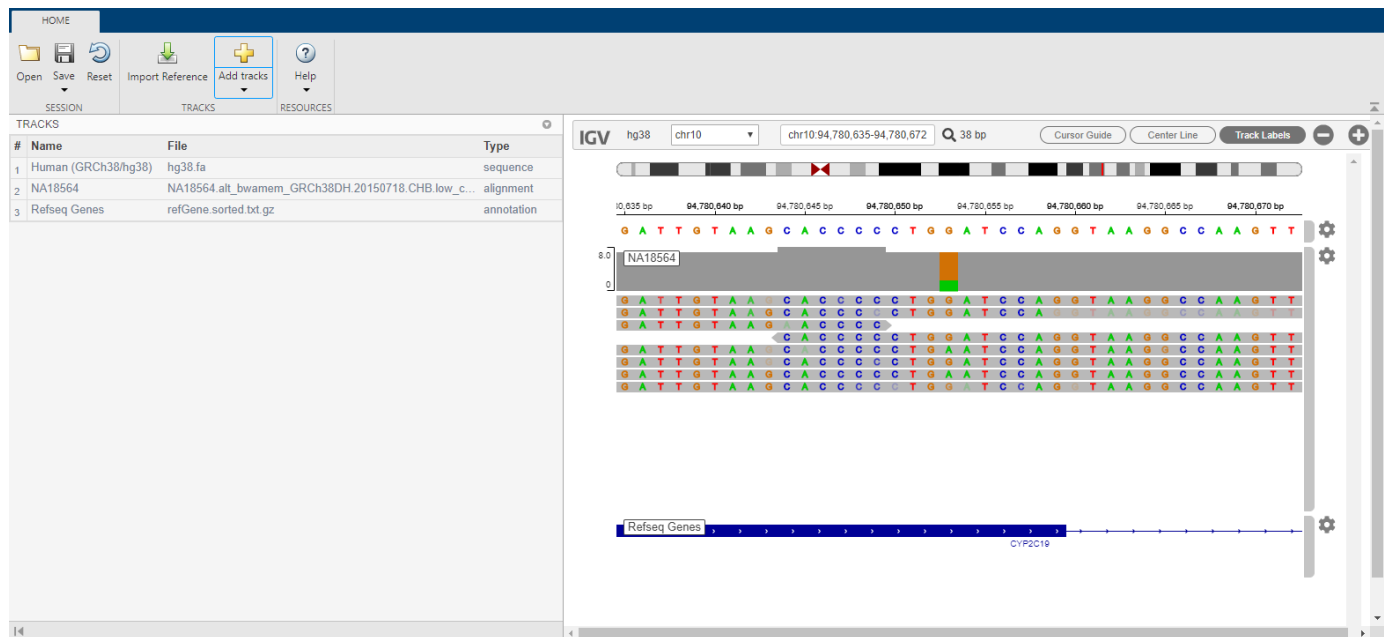 HOME
Open Save Reset Import Reference Add tracks Help
SESSION TRACKS RESOURCES
TRACKS
# Name File Type
1 Human (GRCh38/hg38) hg38.fa sequence
2 NA18564 NA18564.alt_bwamem_GRCh38DH.20150718.CHB.low_c... alignment
3 Refseq Genes refGene.sorted.txt.gz annotation
IGV hg38 chr10 chr10:94,780,635-94,780,672 38 bp Cursor Guide Center Line Track Labels
)0,635 bp 94,780,640 bp 94,780,645 bp 94,780,650 bp 94,780,655 bp 94,780,660 bp 94,780,665 bp 94,780,670 bp
G A T T G T A A G C A C C C C C T G G A T C C A G G T A A G G C C A A G T T
8.0 NA18564
0
G A T T G T A A G C A C C C C C T G G A T C C A G G T A A G G C C A A G T T
G A T T G T A A G C A C C C C C T G G A T C C A G G T A A G G C C A A G T T
G A T T G T A A G A A C C C C
C A C C C C C T G G A T C C A G G T A A G G C C A A G T T
G A T T G T A A G C A C C C C C T G A A T C C A G G T A A G G C C A A G T T
G A T T G T A A G C A C C C C C T G G A T C C A G G T A A G G C C A A G T T
G A T T G T A A G C A C C C C C T G A A T C C A G G T A A G G C C A A G T T
G A T T G T A A G C A C C C C C T G G A T C C A G G T A A G G C C A A G T T
Refseq Genes
CYP2C19